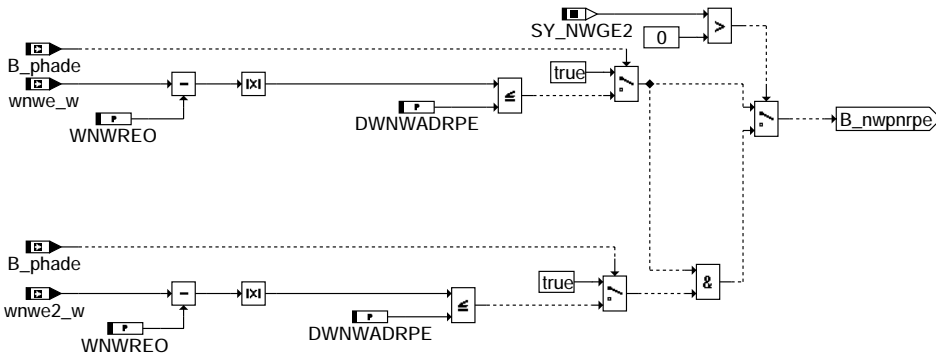 SY_NWGE2
>
0
B_phade
true
wnwe_w
–
|x|
≤
P
WNWREO
P
DWNWADRPE
B_nwpnrpe
B_phade
true
&
wnwe2_w
–
|x|
≤
P
WNWREO
P
DWNWADRPE